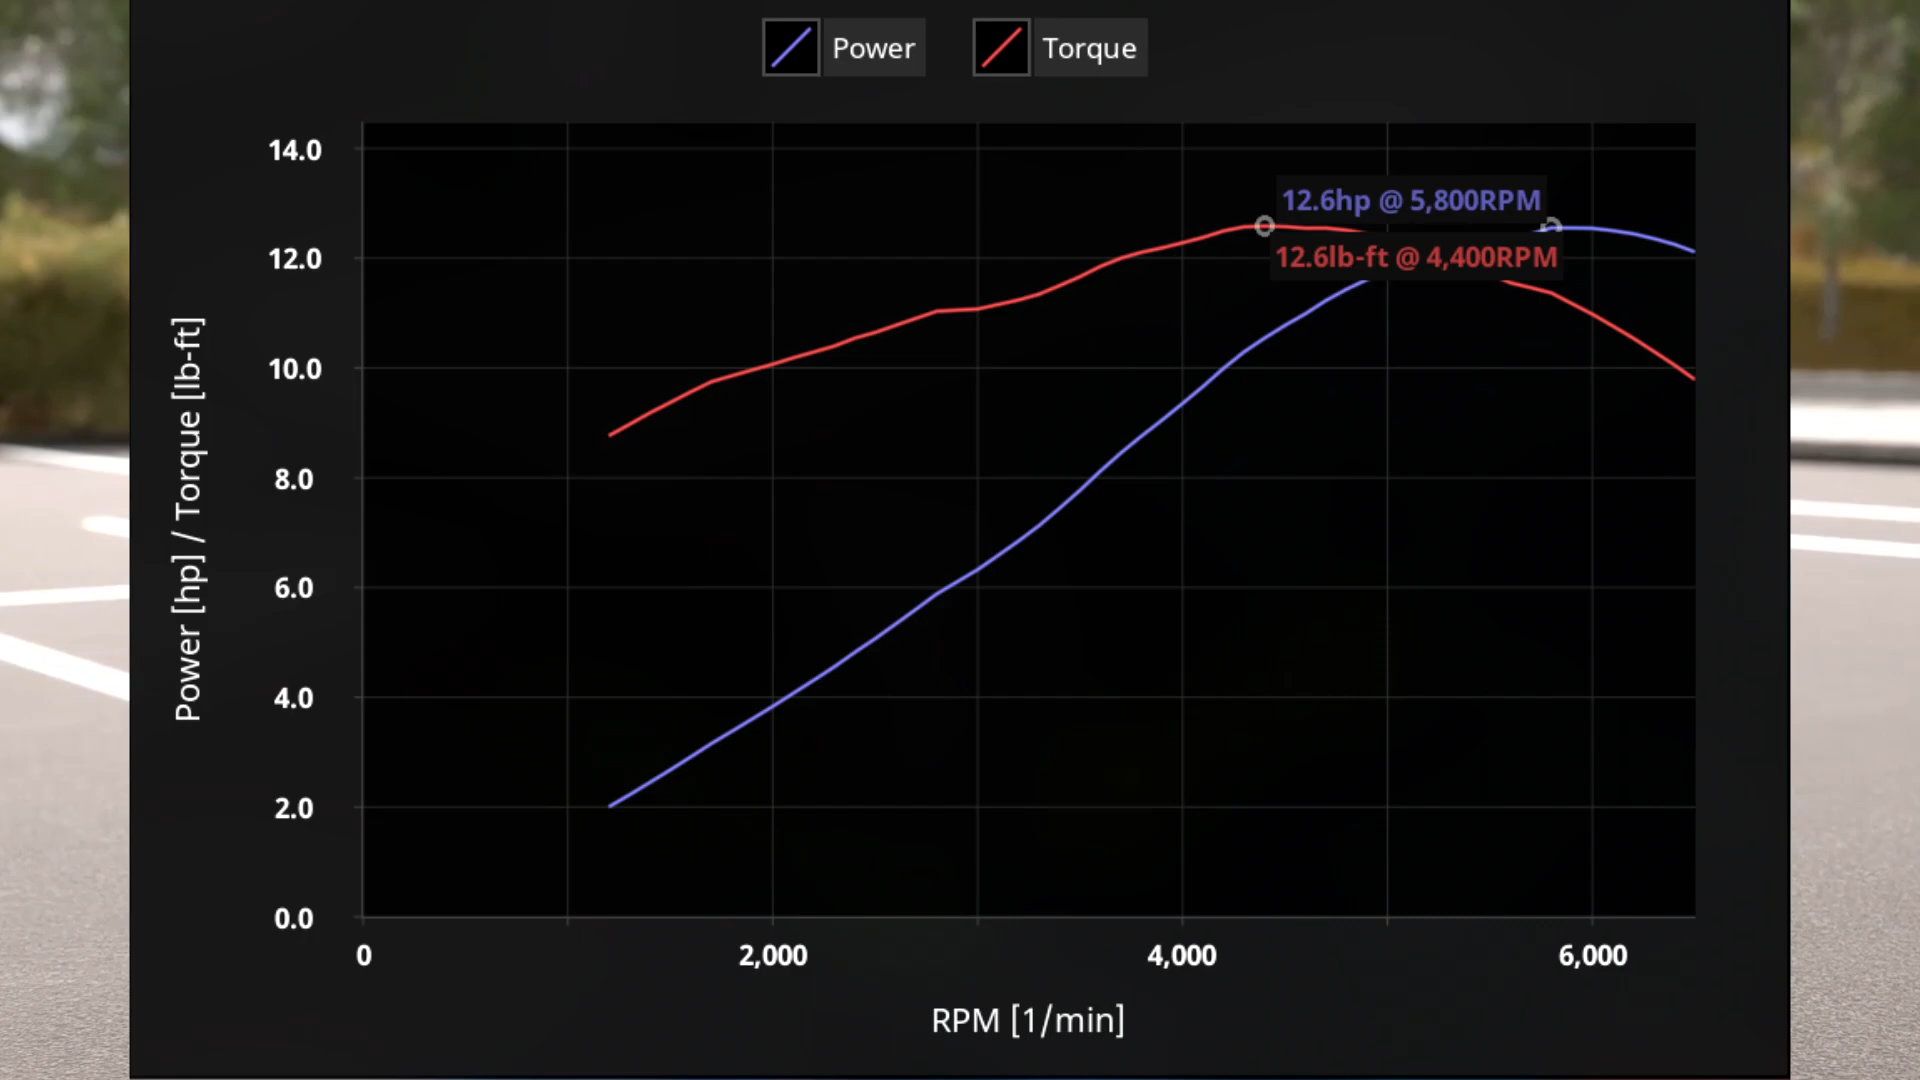 Power
Torque
14.0
12.0
10.0
8.0
6.0
4.0
2.0
0.0
Power [hp] / Torque [lb-ft]
12.6hp @ 5,800RPM
12.6lb-ft @ 4,400RPM
0
2,000
4,000
6,000
RPM [1/min]